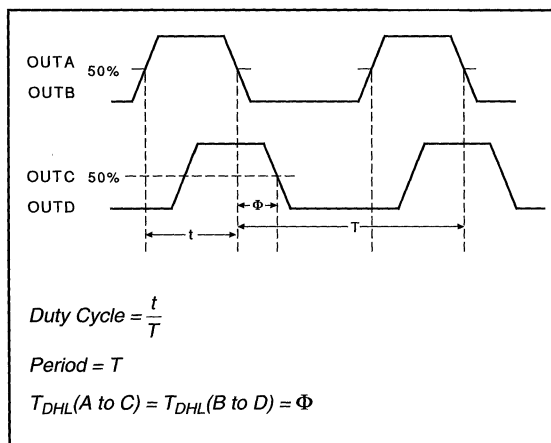 OUTA 50%
OUTB
OUTC 50%
OUTD
Φ
t
T
Duty Cycle = t/T
Period = T
T_DHL(A to C) = T_DHL(B to D) = Φ